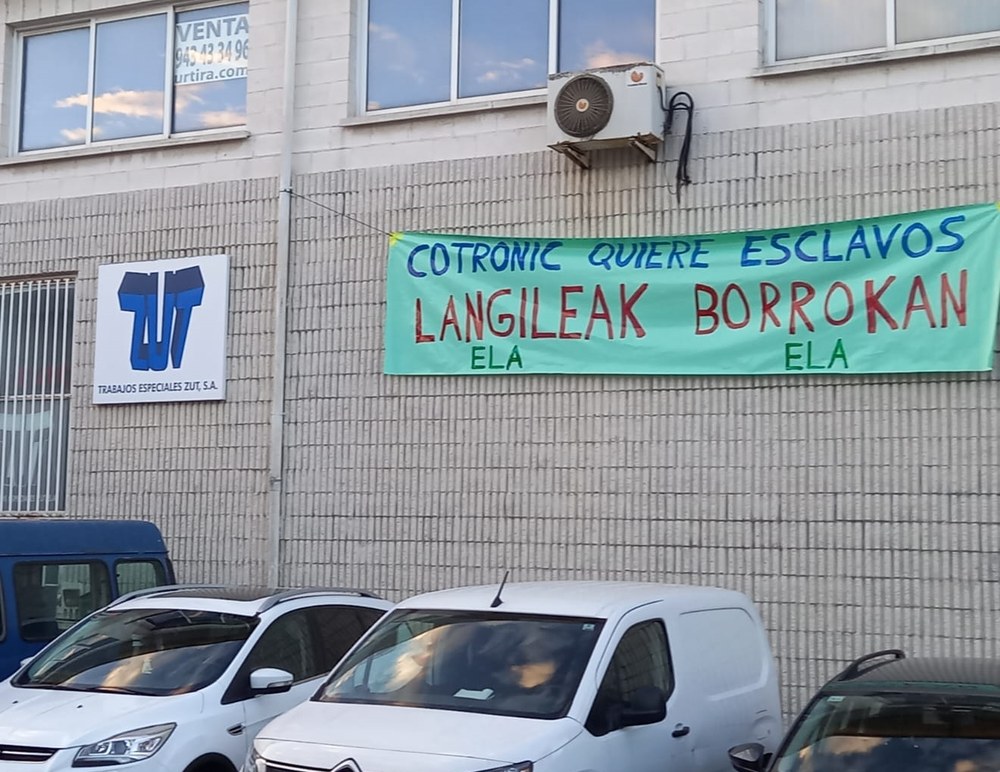 VENTA
943 43 34 96
urtira.com
COTRONIC QUIERE ESCLAVOS
LANGILEAK BORROKAN
ELA ELA
ZUT
TRABAJOS ESPECIALES ZUT, S.A.